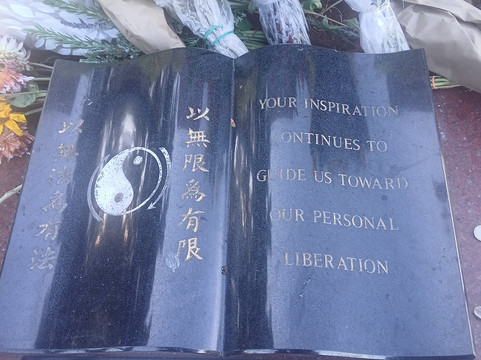 以無法為有法
以無限為有限
YOUR INSPIRATION
CONTINUES TO
GUIDE US TOWARD
OUR PERSONAL
LIBERATION